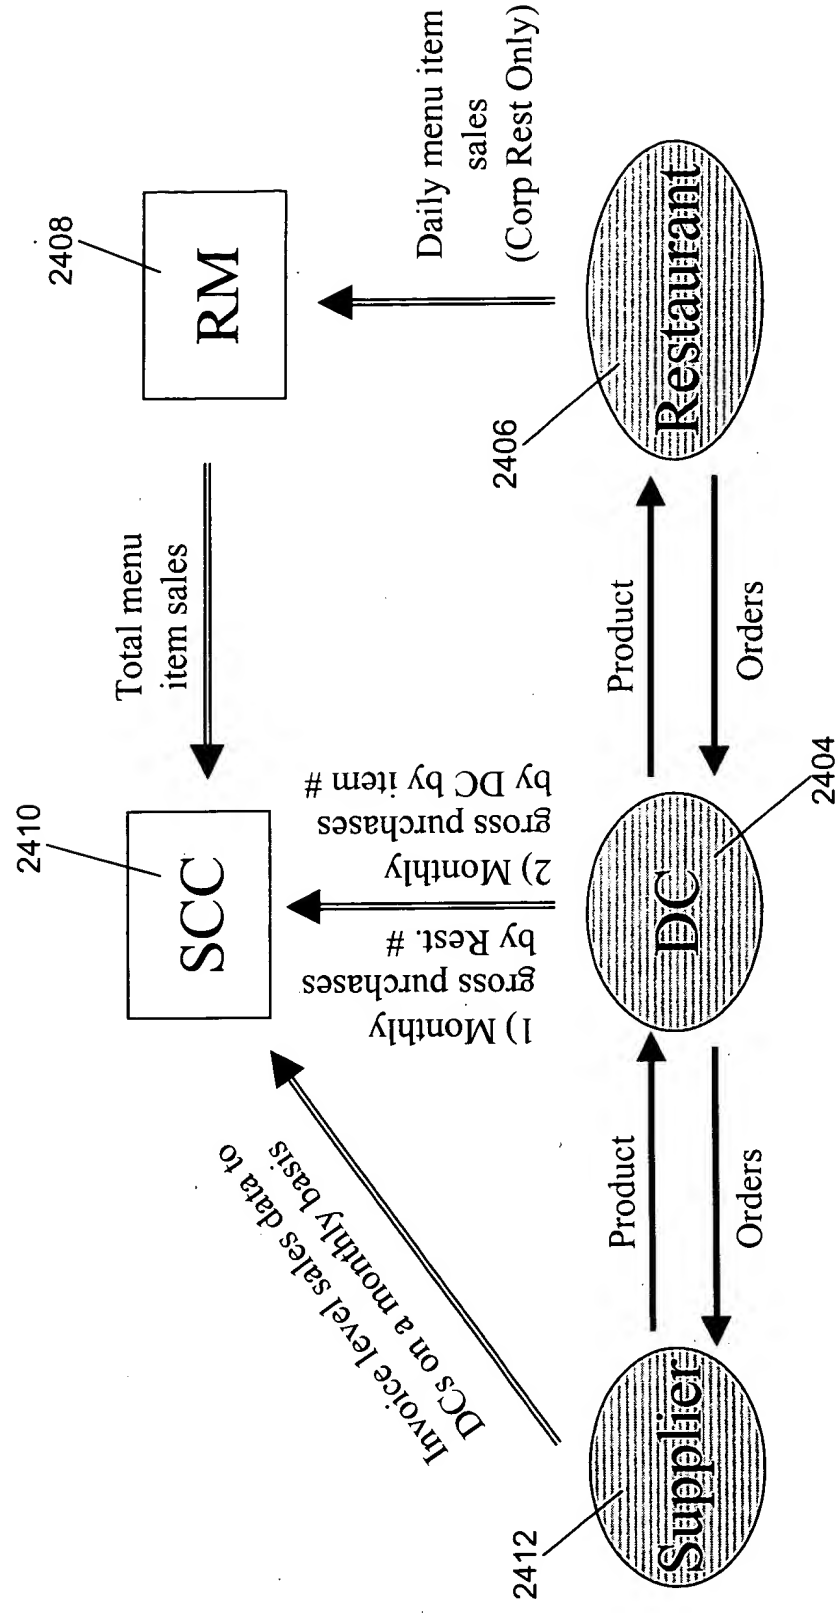 2410
SCC
Total menu
item sales
2408
RM
Invoice level sales data to
DCs on a monthly basis
1) Monthly
gross purchases
by Rest. #
2) Monthly
gross purchases
by DC by item #
Daily menu item
sales
(Corp Rest Only)
2412
Supplier
Product
Orders
DC
2404
Product
Orders
2406
Restaurant